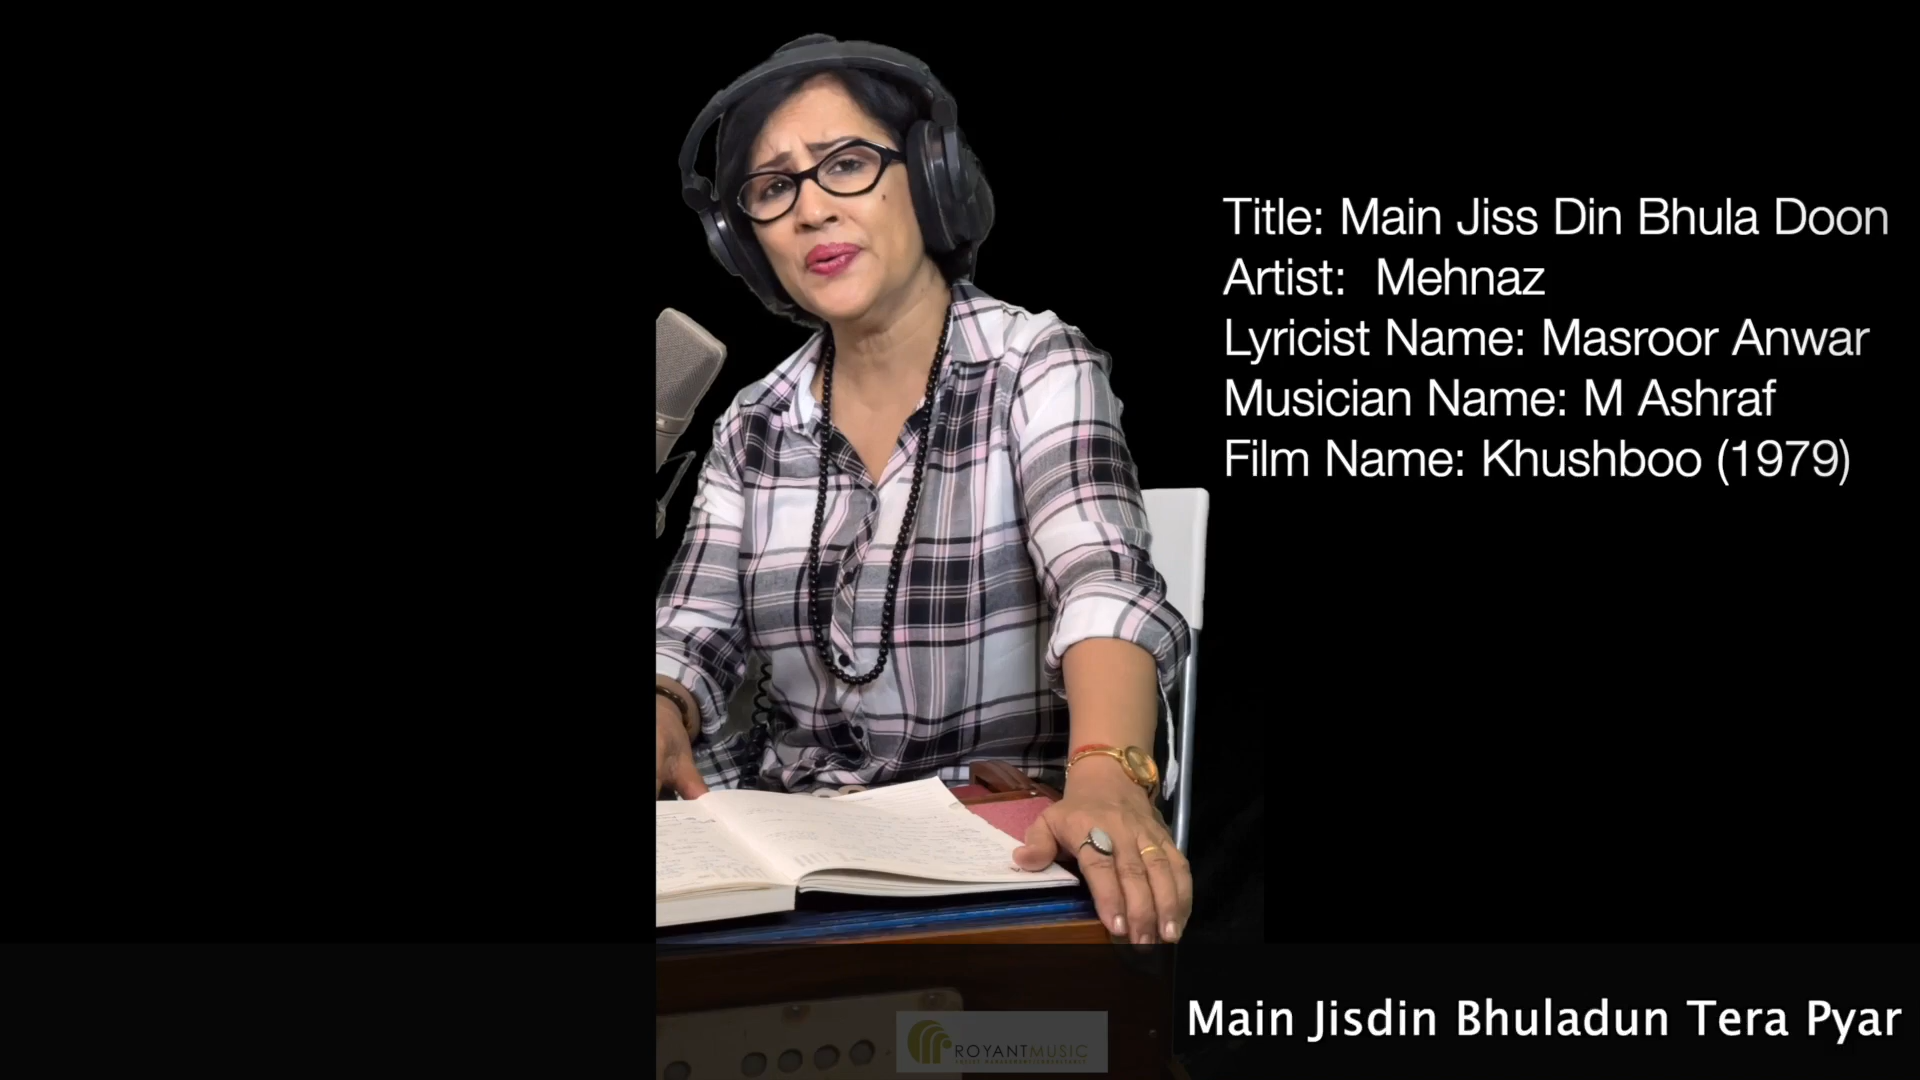 Title: Main Jiss Din Bhula Doon
Artist: Mehnaz
Lyricist Name: Masroor Anwar
Musician Name: M Ashraf
Film Name: Khushboo (1979)
Main Jisdin Bhuladun Tera Pyar
ROYANTMUSIC